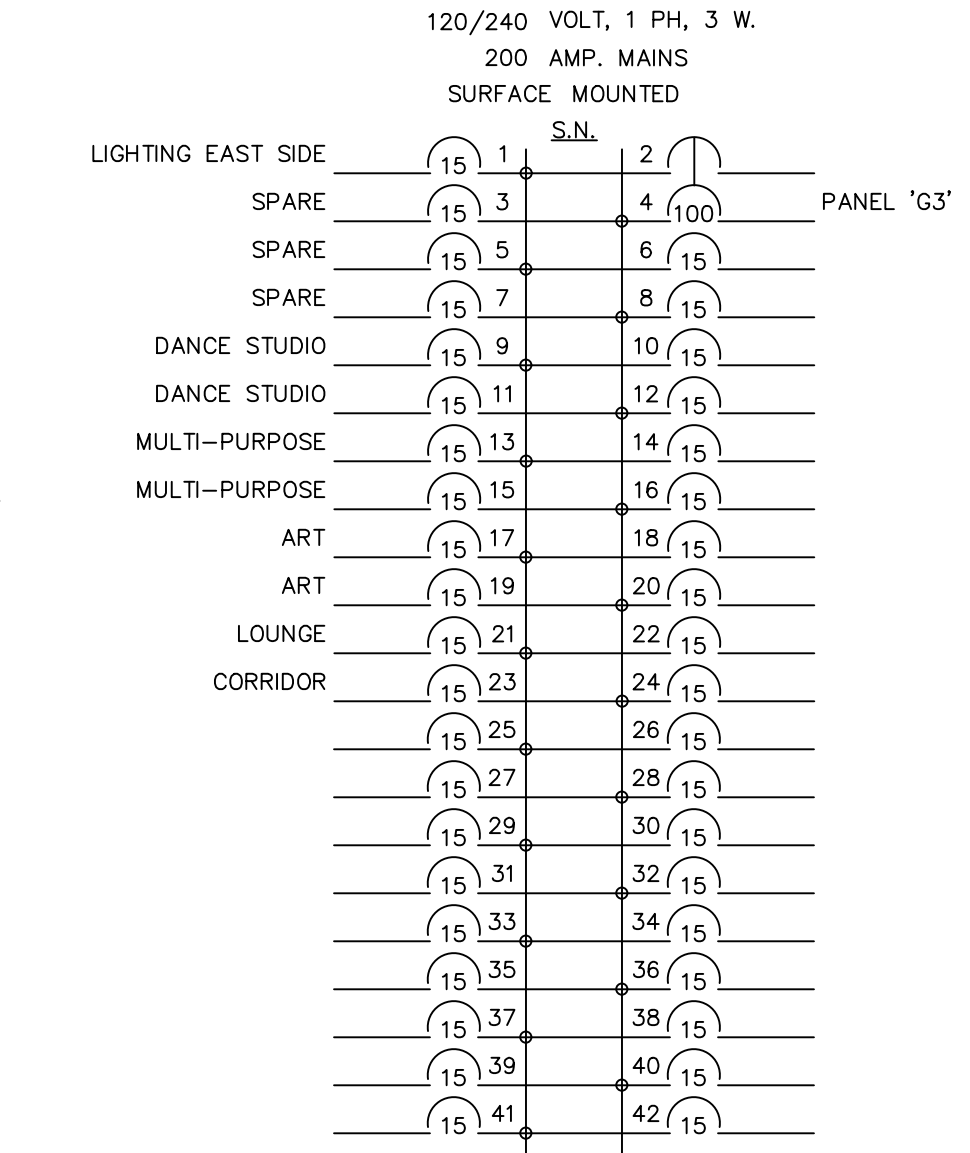 120/240 VOLT, 1 PH, 3 W.
200 AMP. MAINS
SURFACE MOUNTED
S.N.
LIGHTING EAST SIDE 15 1 2
SPARE 15 3 4 100 PANEL 'G3'
SPARE 15 5 6 15
SPARE 15 7 8 15
DANCE STUDIO 15 9 10 15
DANCE STUDIO 15 11 12 15
MULTI-PURPOSE 15 13 14 15
MULTI-PURPOSE 15 15 16 15
ART 15 17 18 15
ART 15 19 20 15
LOUNGE 15 21 22 15
CORRIDOR 15 23 24 15
15 25 26 15
15 27 28 15
15 29 30 15
15 31 32 15
15 33 34 15
15 35 36 15
15 37 38 15
15 39 40 15
15 41 42 15